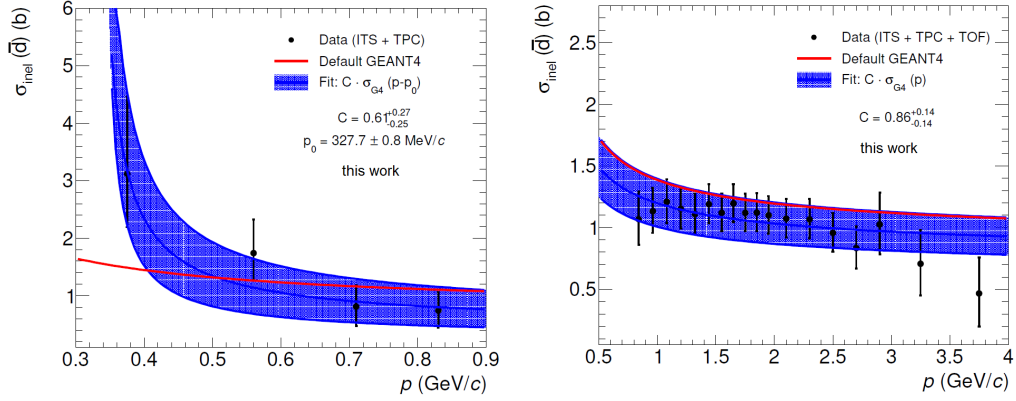 σinel (d̅) (b)
6
5
4
3
2
1
Data (ITS + TPC)
Default GEANT4
Fit: C · σG4 (p-p0)
C = 0.61+0.27-0.25
p0 = 327.7 ± 0.8 MeV/c
this work
0.3 0.4 0.5 0.6 0.7 0.8 0.9
p (GeV/c)
σinel (d̅) (b)
2.5
2
1.5
1
0.5
Data (ITS + TPC + TOF)
Default GEANT4
Fit: C · σG4 (p)
C = 0.86+0.14-0.14
this work
0.5 1 1.5 2 2.5 3 3.5 4
p (GeV/c)